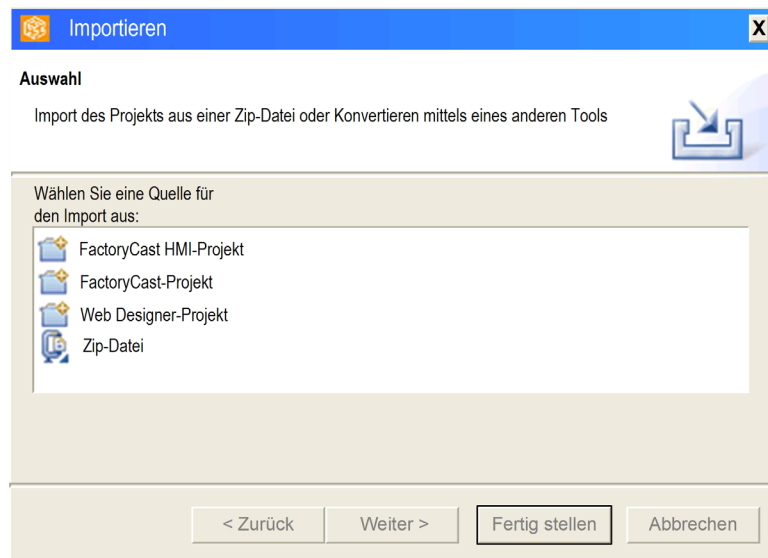 Importieren
X
Auswahl
Import des Projekts aus einer Zip-Datei oder Konvertieren mittels eines anderen Tools
Wählen Sie eine Quelle für
den Import aus:
FactoryCast HMI-Projekt
FactoryCast-Projekt
Web Designer-Projekt
Zip-Datei
< Zurück
Weiter >
Fertig stellen
Abbrechen